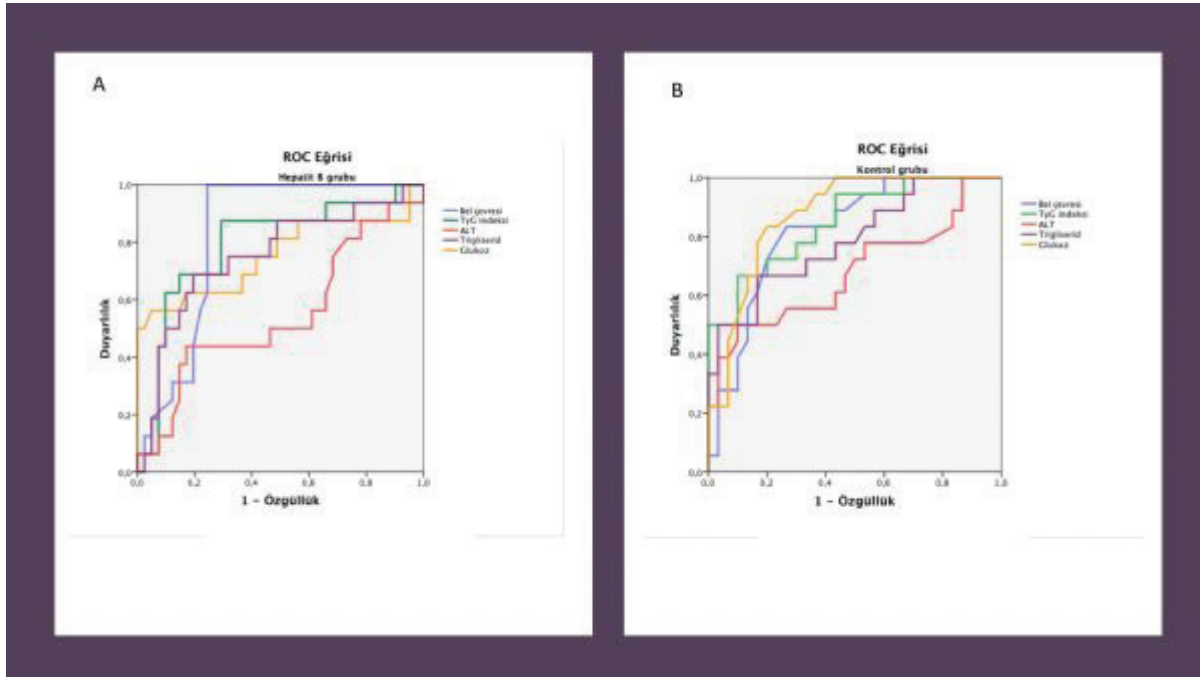 A
ROC Eğrisi
Hepatit B grubu
1,0
0,8
0,6
0,4
0,2
0,0
0,0 0,2 0,4 0,6 0,8 1,0
Duyarlılık
1 - Özgüllük
Bel çevresi
TyG indeksi
ALT
Trigliserid
Glukoz
B
ROC Eğrisi
Kontrol grubu
1,0
0,8
0,6
0,4
0,2
0,0
0,0 0,2 0,4 0,6 0,8 1,0
Duyarlılık
1 - Özgüllük
Bel çevresi
TyG indeksi
ALT
Trigliserid
Glukoz